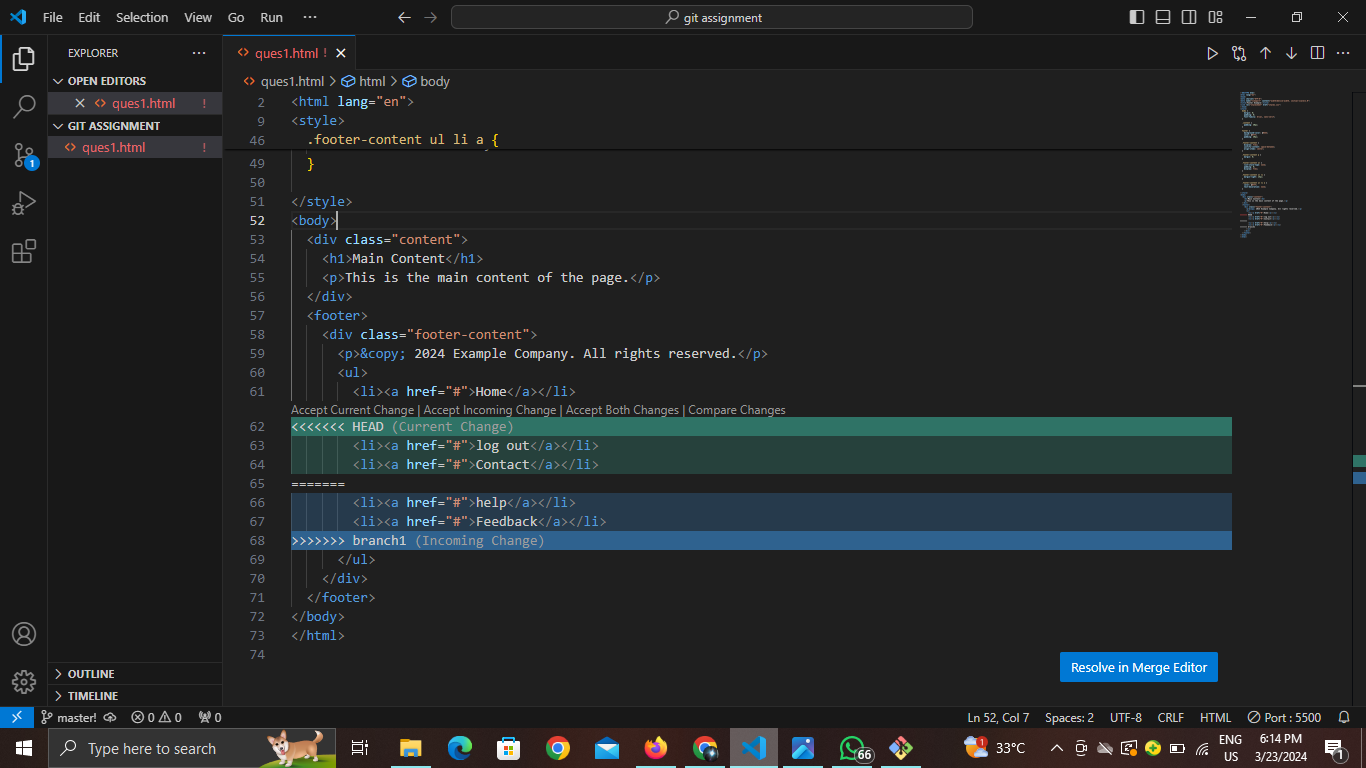 File Edit Selection View Go Run ··· git assignment
EXPLORER ···
OPEN EDITORS
ques1.html !
GIT ASSIGNMENT
ques1.html !
1
OUTLINE
TIMELINE
ques1.html !
ques1.html > html > body
2 <html lang="en">
9 <style>
46 .footer-content ul li a {
49 }
50
51 </style>
52 <body>
53 <div class="content">
54 <h1>Main Content</h1>
55 <p>This is the main content of the page.</p>
56 </div>
57 <footer>
58 <div class="footer-content">
59 <p>&copy; 2024 Example Company. All rights reserved.</p>
60 <ul>
61 <li><a href="#">Home</a></li>
Accept Current Change | Accept Incoming Change | Accept Both Changes | Compare Changes
62 <<<<<<< HEAD (Current Change)
63 <li><a href="#">log out</a></li>
64 <li><a href="#">Contact</a></li>
65 =======
66 <li><a href="#">help</a></li>
67 <li><a href="#">Feedback</a></li>
68 >>>>>>> branch1 (Incoming Change)
69 </ul>
70 </div>
71 </footer>
72 </body>
73 </html>
74
Resolve in Merge Editor
master! 0 0 0 Ln 52, Col 7 Spaces: 2 UTF-8 CRLF HTML Port : 5500
Type here to search 66 1 33°C ENG 6:14 PM
US 3/23/2024 1